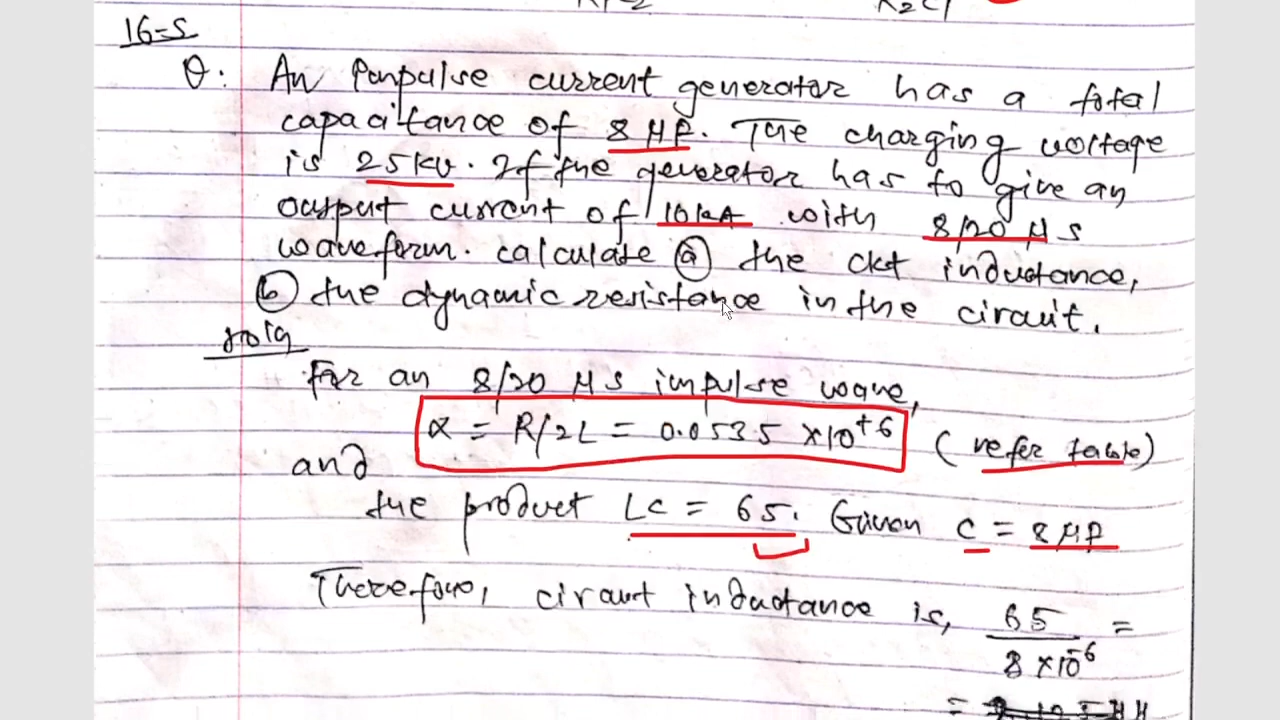 16-S
Q: An Impulse current generator has a total
capacitance of 8 μF. The charging voltage
is 25 kV. If the generator has to give an
output current of 10 kA with 8/20 μs
waveform. calculate (a) the ckt inductance,
(b) the dynamic resistance in the circuit.
Soln
For an 8/20 μs impulse wave,
α = R/2L = 0.0535 ×10^+6 (refer table)
and
the product LC = 65. Given C = 8 μF
Therefore, circuit inductance is, 65 / 8 ×10^-6 =
=